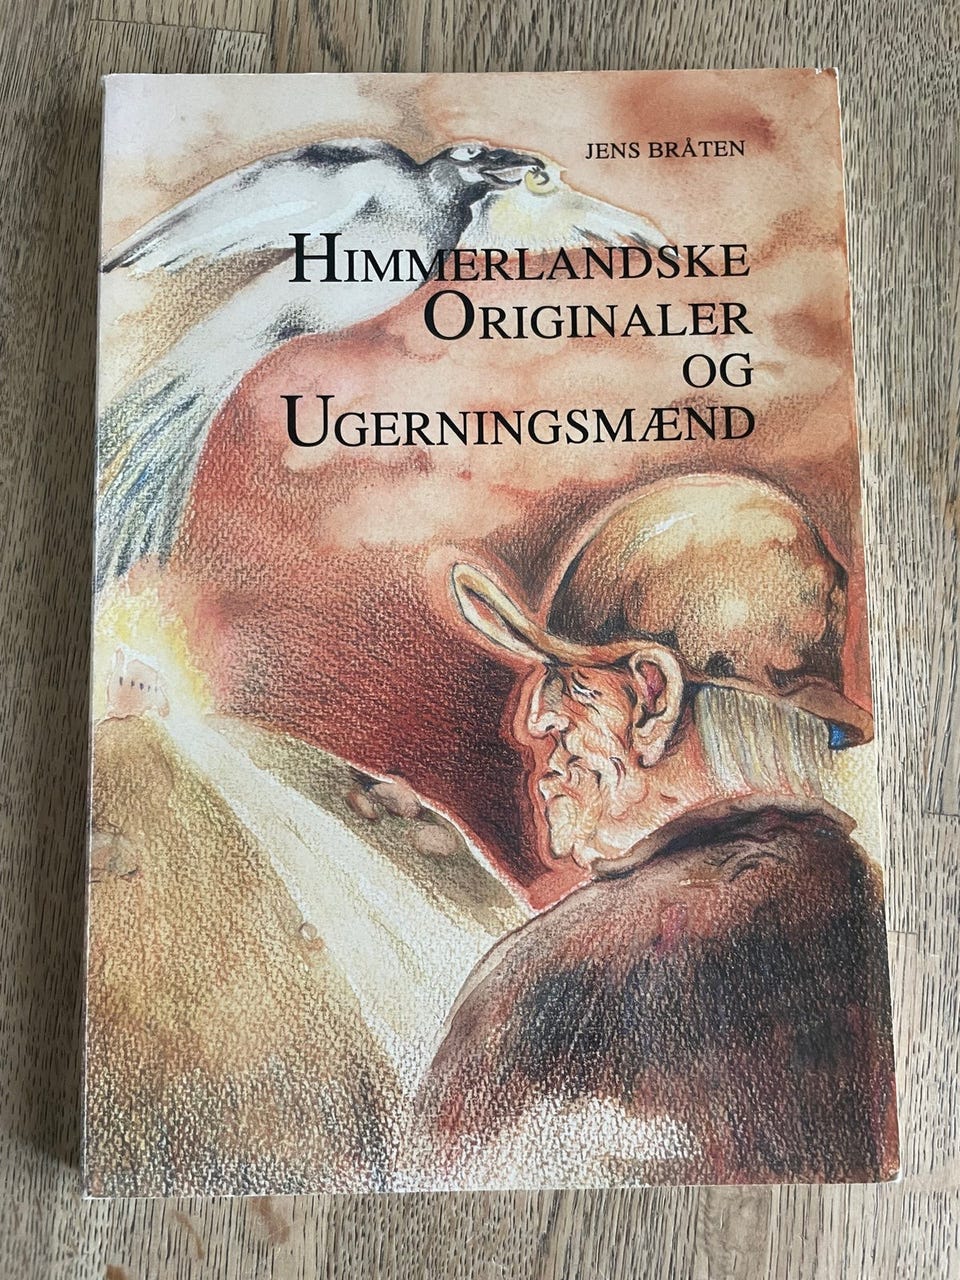 JENS BRÅTEN
HIMMERLANDSKE
ORIGINALER
OG
UGERNINGSMÆND